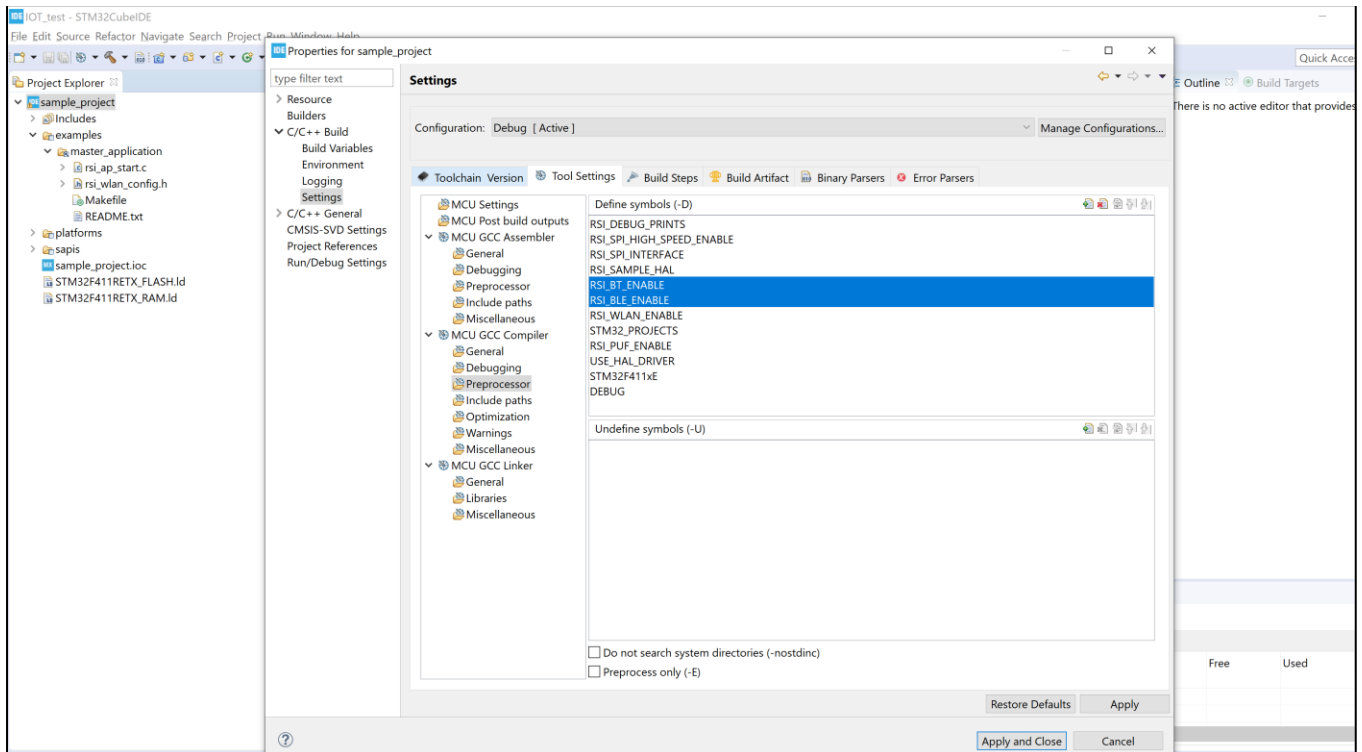 IDE IOT_test - STM32CubeIDE
File Edit Source Refactor Navigate Search Project Run Window Help
Quick Acce
Project Explorer
IDE sample_project
Includes
examples
master_application
rsi_ap_start.c
rsi_wlan_config.h
Makefile
README.txt
platforms
sapis
MX sample_project.ioc
STM32F411RETX_FLASH.ld
STM32F411RETX_RAM.ld
IDE Properties for sample_project
type filter text
Resource
Builders
C/C++ Build
Build Variables
Environment
Logging
Settings
C/C++ General
CMSIS-SVD Settings
Project References
Run/Debug Settings
Settings
Configuration: Debug [ Active ]
Manage Configurations...
Toolchain Version Tool Settings Build Steps Build Artifact Binary Parsers Error Parsers
MCU Settings
MCU Post build outputs
MCU GCC Assembler
General
Debugging
Preprocessor
Include paths
Miscellaneous
MCU GCC Compiler
General
Debugging
Preprocessor
Include paths
Optimization
Warnings
Miscellaneous
MCU GCC Linker
General
Libraries
Miscellaneous
Define symbols (-D)
RSI_DEBUG_PRINTS
RSI_SPI_HIGH_SPEED_ENABLE
RSI_SPI_INTERFACE
RSI_SAMPLE_HAL
RSI_BT_ENABLE
RSI_BLE_ENABLE
RSI_WLAN_ENABLE
STM32_PROJECTS
RSI_PUF_ENABLE
USE_HAL_DRIVER
STM32F411xE
DEBUG
Undefine symbols (-U)
Do not search system directories (-nostdinc)
Preprocess only (-E)
Restore Defaults Apply
Apply and Close Cancel
Outline Build Targets
There is no active editor that provides
Free Used